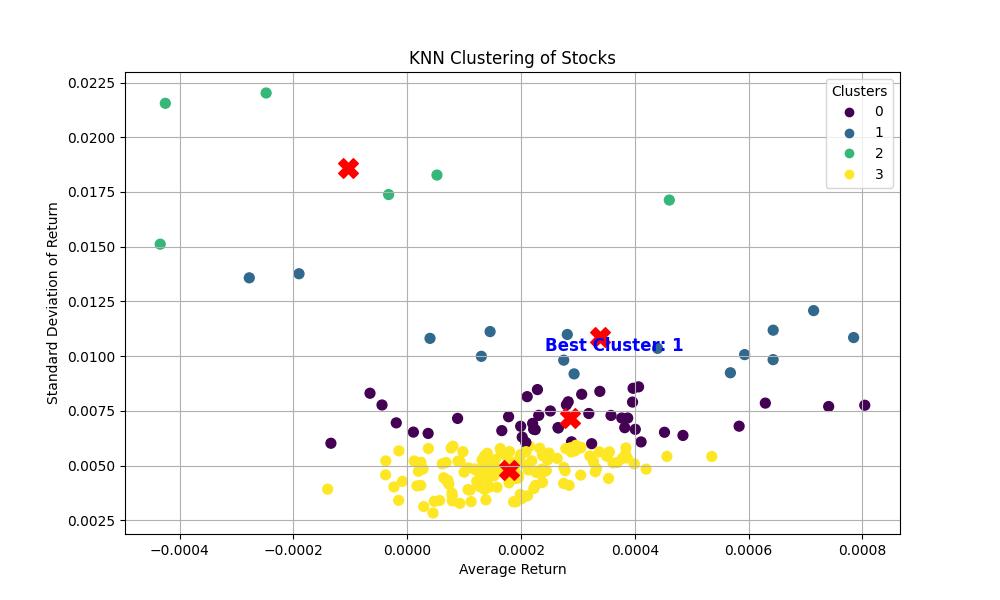 KNN Clustering of Stocks
0.0225
0.0200
0.0175
0.0150
0.0125
0.0100
0.0075
0.0050
0.0025
Standard Deviation of Return
Clusters
0
1
2
3
Best Cluster: 1
−0.0004 −0.0002 0.0000 0.0002 0.0004 0.0006 0.0008
Average Return